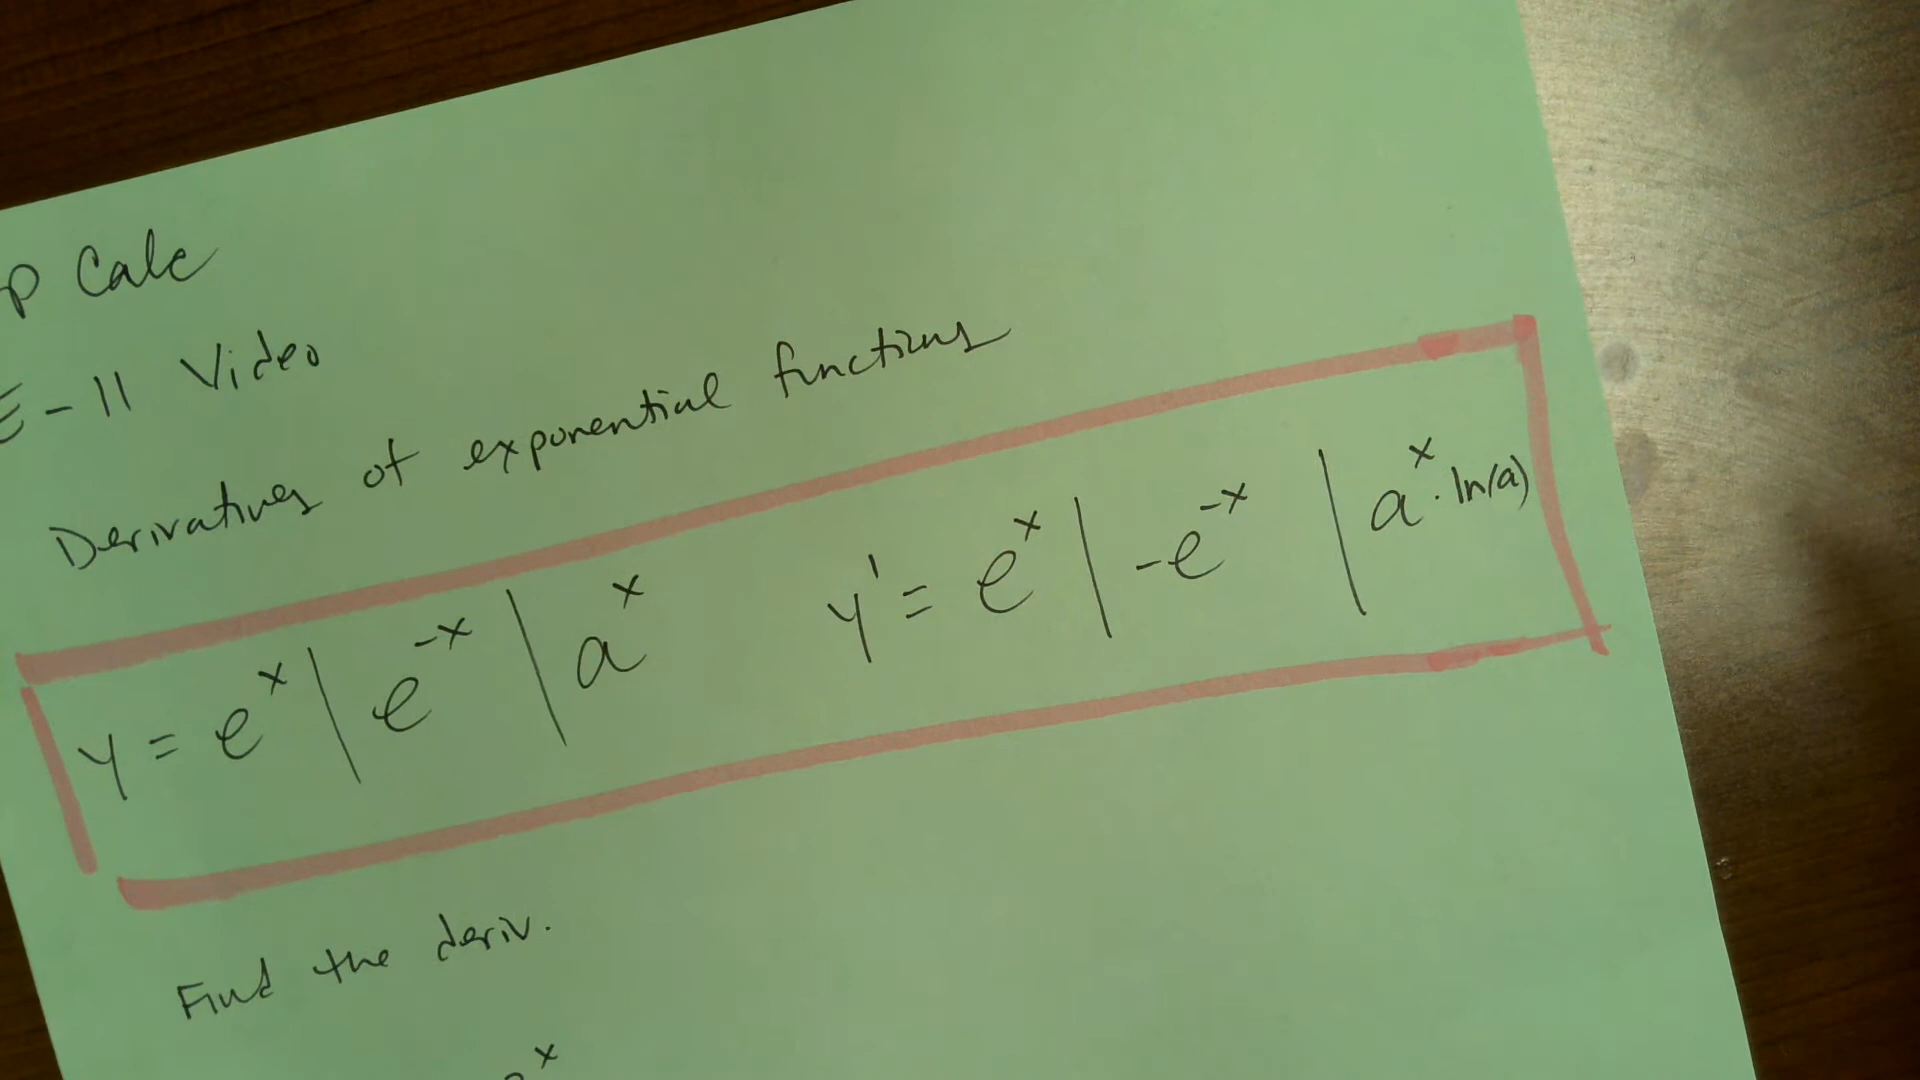 p Calc
E-11 Video
Derivatives of exponential functions
y = e^x | e^-x | a^x y' = e^x | -e^-x | a^x · ln(a)
Find the deriv.
e^x